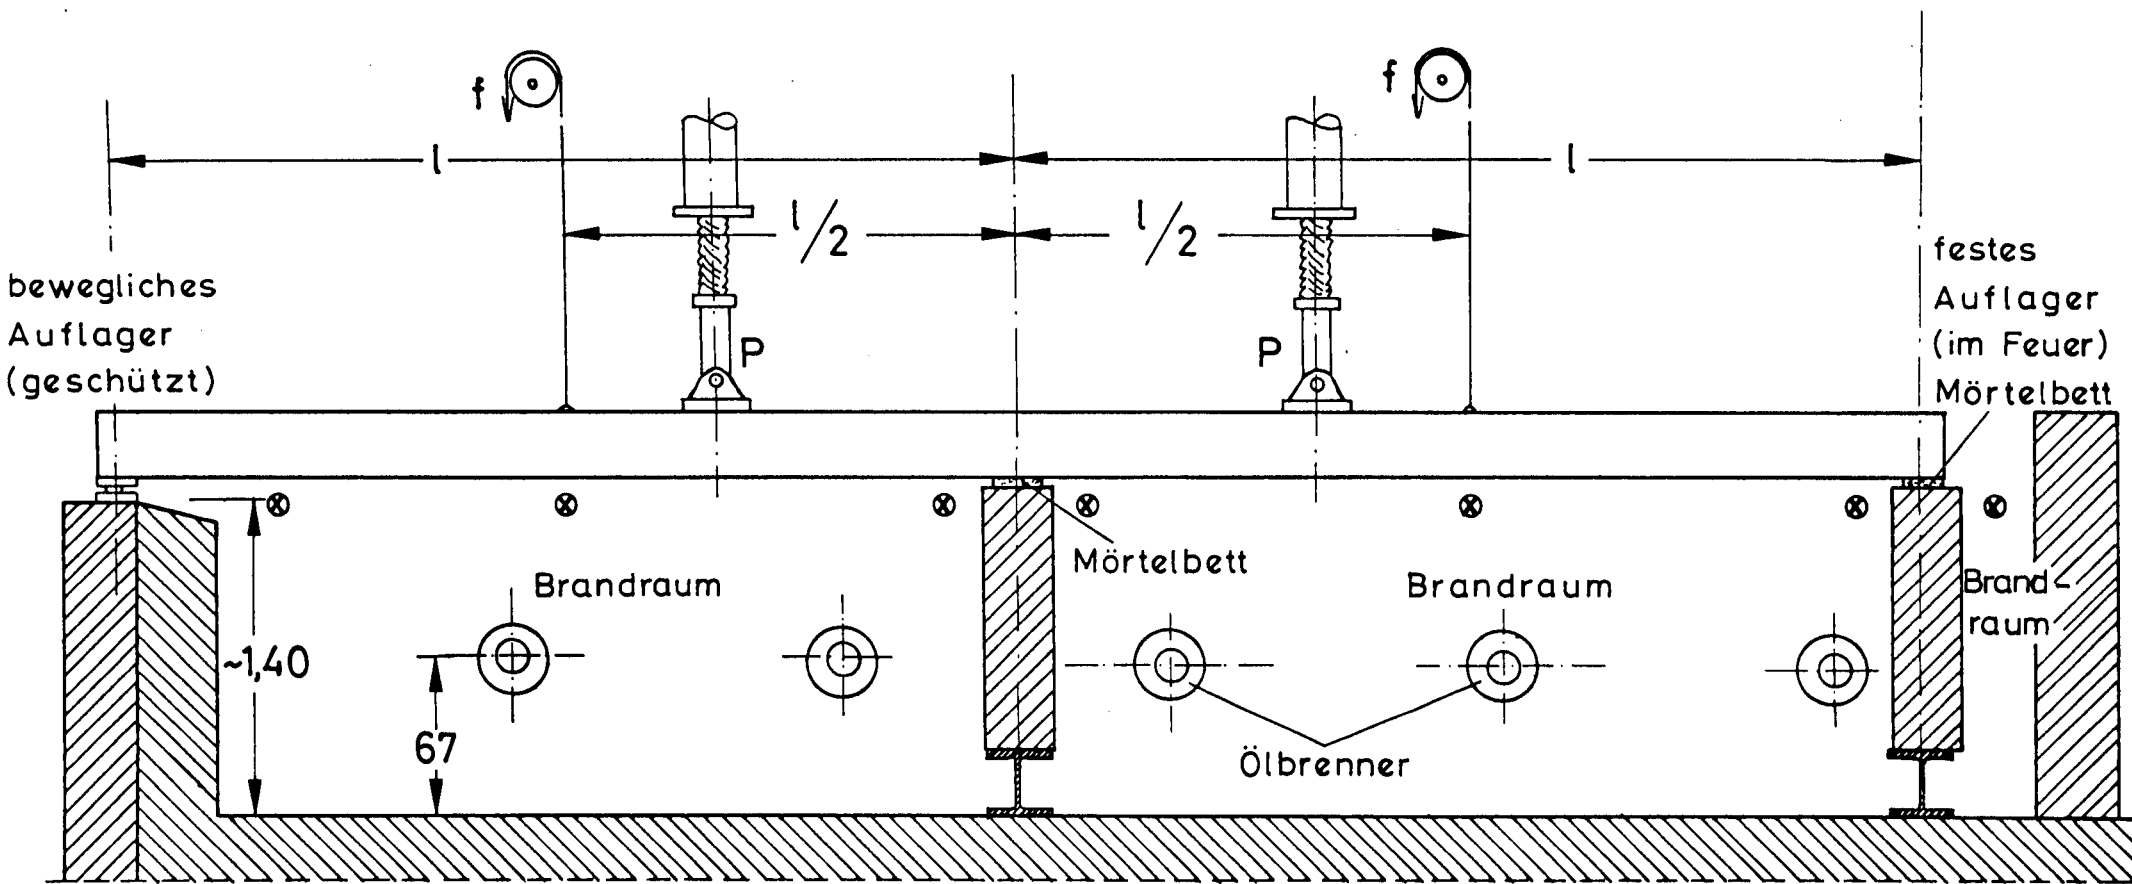 f
f
l
l
l/2
l/2
bewegliches
Auflager
(geschützt)
festes
Auflager
(im Feuer)
Mörtelbett
P
P
Mörtelbett
Brandraum
Brandraum
Brand-
raum
~1,40
67
Ölbrenner